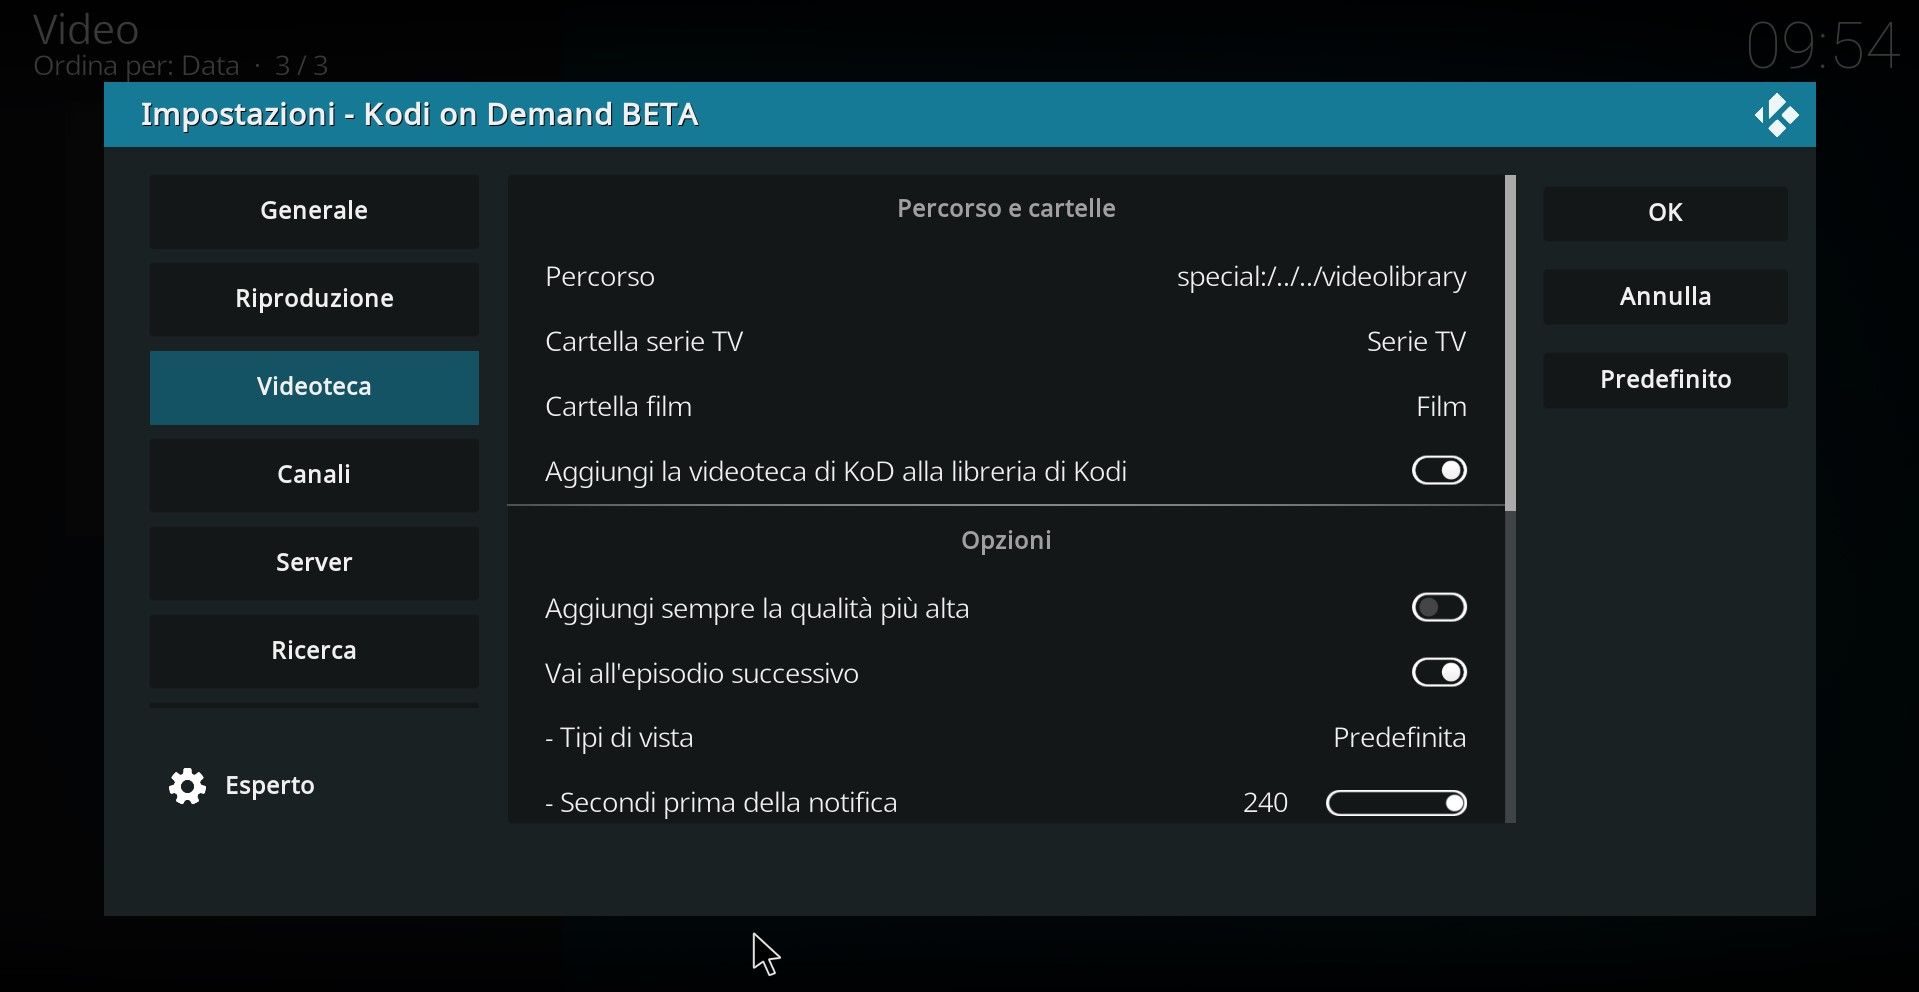 Video
Ordina per: Data · 3 / 3
09:54
Impostazioni - Kodi on Demand BETA
Generale
Riproduzione
Videoteca
Canali
Server
Ricerca
Esperto
Percorso e cartelle
Percorso special:/../../videolibrary
Cartella serie TV Serie TV
Cartella film Film
Aggiungi la videoteca di KoD alla libreria di Kodi
Opzioni
Aggiungi sempre la qualità più alta
Vai all'episodio successivo
- Tipi di vista Predefinita
- Secondi prima della notifica 240
OK
Annulla
Predefinito